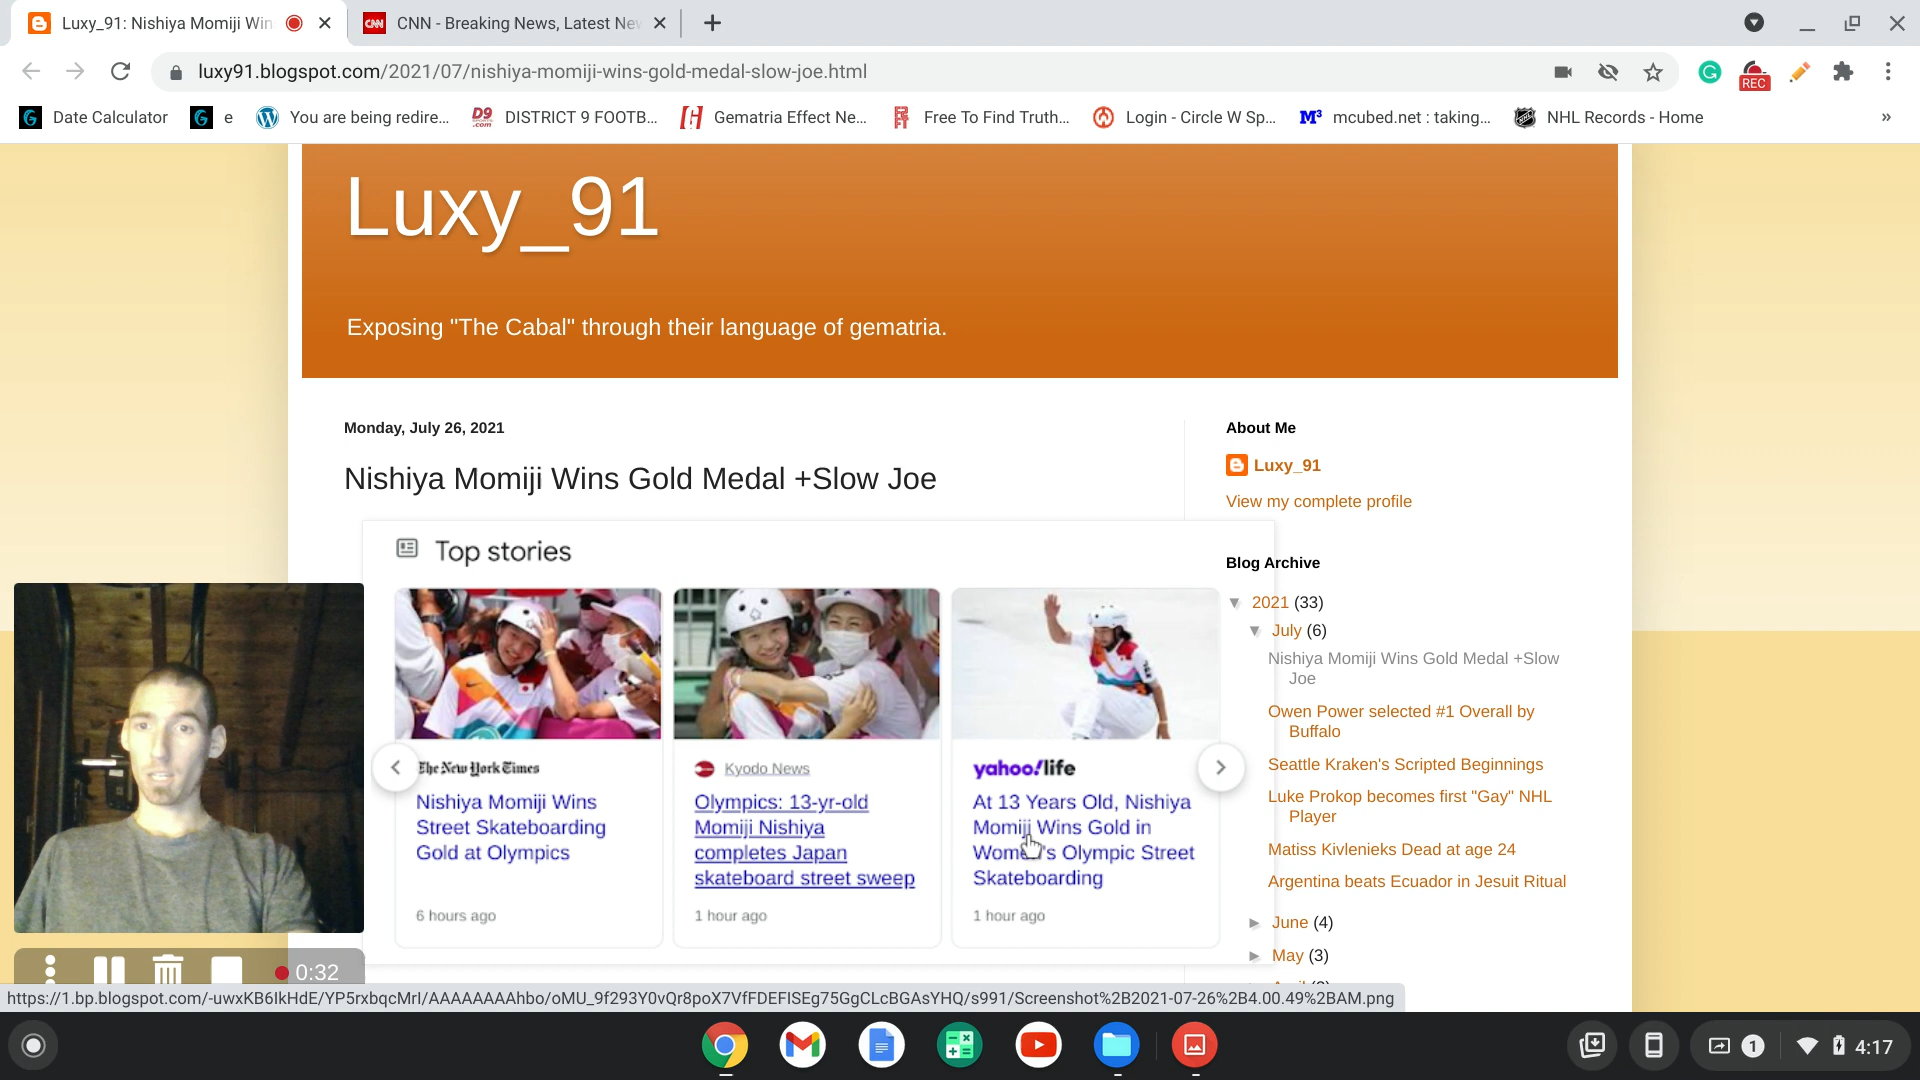 Luxy_91: Nishiya Momiji Win
CNN - Breaking News, Latest Ne
luxy91.blogspot.com/2021/07/nishiya-momiji-wins-gold-medal-slow-joe.html
REC
Date Calculator
e
You are being redire...
D9
.com
DISTRICT 9 FOOTB...
Gematria Effect Ne...
Free To Find Truth...
Login - Circle W Sp...
M³
mcubed.net : taking...
NHL Records - Home
»
Luxy_91
Exposing "The Cabal" through their language of gematria.
Monday, July 26, 2021
Nishiya Momiji Wins Gold Medal +Slow Joe
Top stories
The New York Times
Nishiya Momiji Wins
Street Skateboarding
Gold at Olympics
6 hours ago
Kyodo News
Olympics: 13-yr-old
Momiji Nishiya
completes Japan
skateboard street sweep
1 hour ago
yahoo!life
At 13 Years Old, Nishiya
Momiji Wins Gold in
Women's Olympic Street
Skateboarding
1 hour ago
About Me
Luxy_91
View my complete profile
Blog Archive
▼ 2021 (33)
▼ July (6)
Nishiya Momiji Wins Gold Medal +Slow
Joe
Owen Power selected #1 Overall by
Buffalo
Seattle Kraken's Scripted Beginnings
Luke Prokop becomes first "Gay" NHL
Player
Matiss Kivlenieks Dead at age 24
Argentina beats Ecuador in Jesuit Ritual
► June (4)
► May (3)
0:32
https://1.bp.blogspot.com/-uwxKB6IkHdE/YP5rxbqcMrI/AAAAAAAAhbo/oMU_9f293Y0vQr8poX7VfFDEFISEg75GgCLcBGAsYHQ/s991/Screenshot%2B2021-07-26%2B4.00.49%2BAM.png
1
4:17